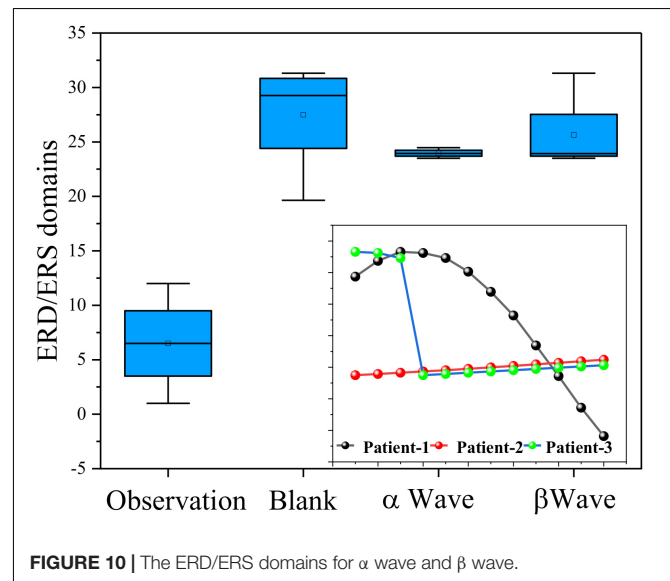 ERD/ERS domains
35
30
25
20
15
10
5
0
-5
Patient-1 Patient-2 Patient-3
Observation Blank α Wave βWave
FIGURE 10 | The ERD/ERS domains for α wave and β wave.